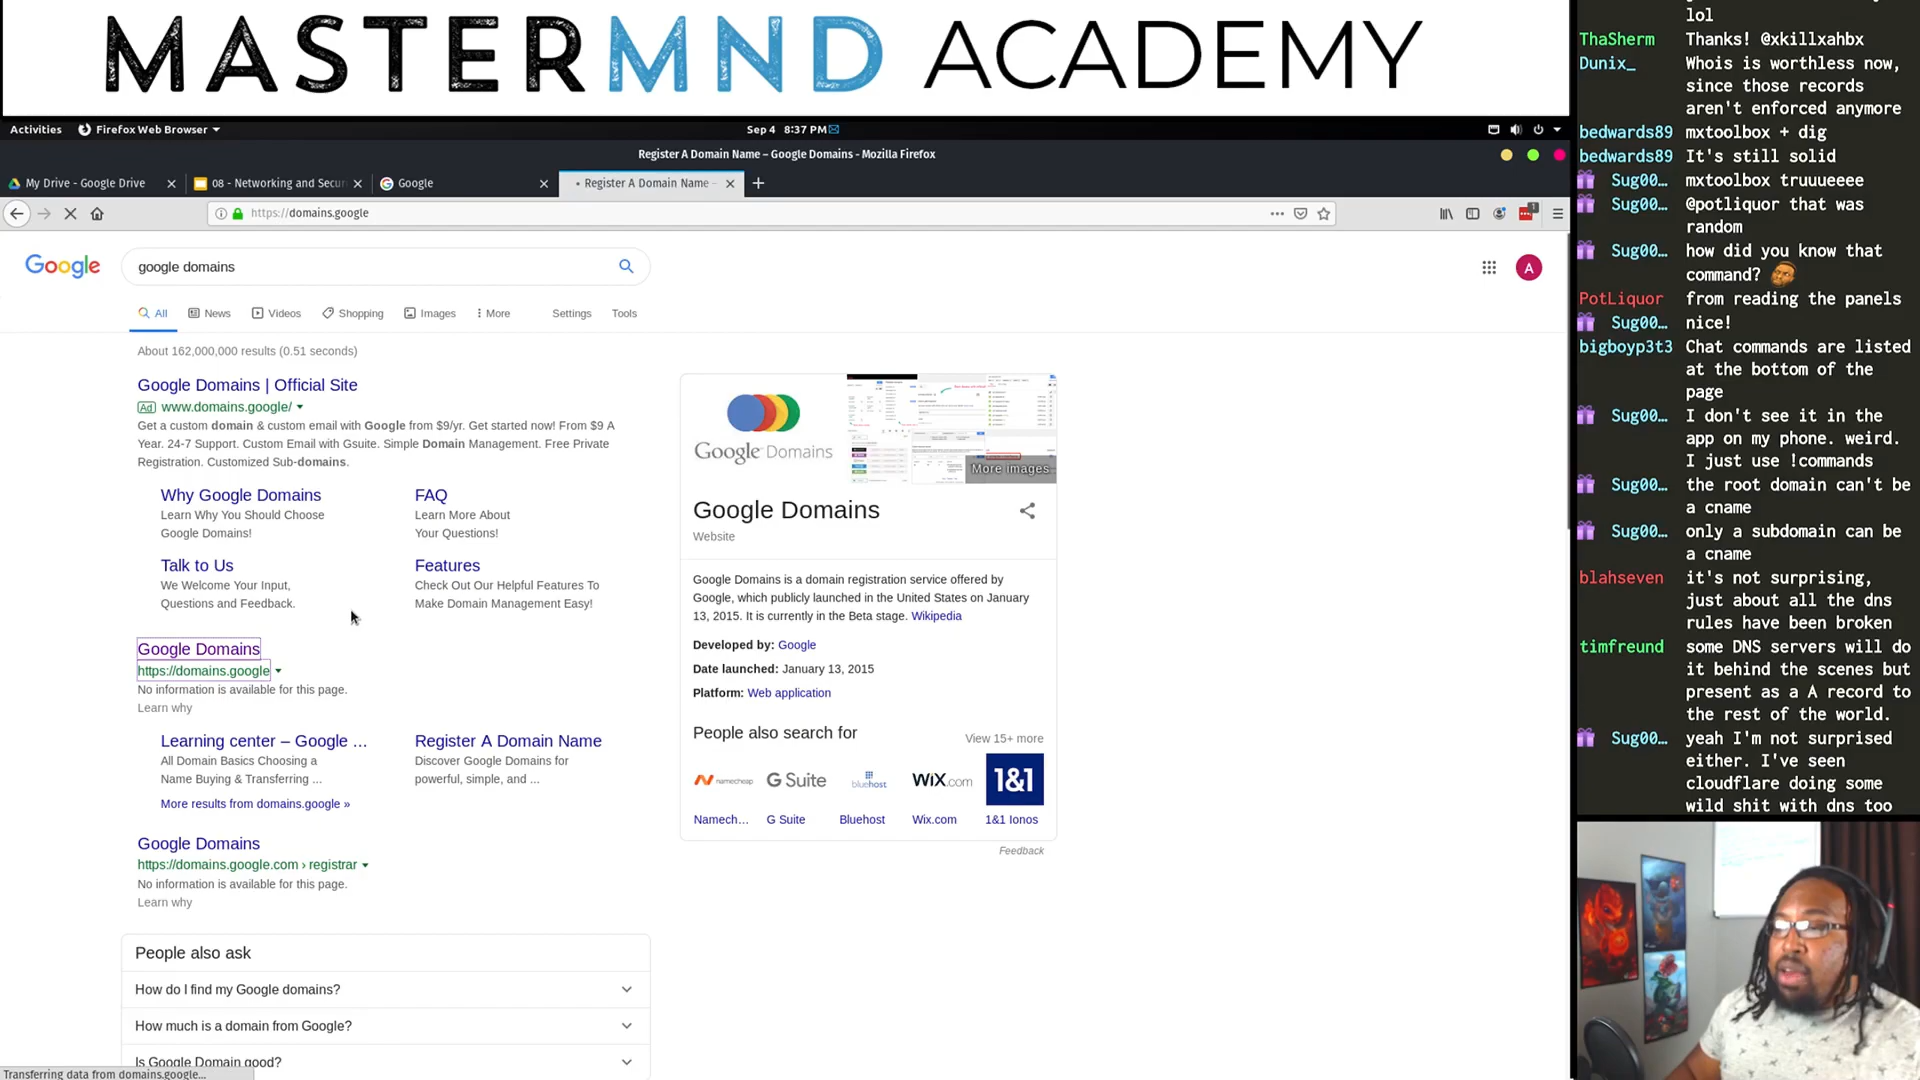 MASTERMND ACADEMY
Activities
Firefox Web Browser
Sep 4 8:37 PM
Register A Domain Name – Google Domains - Mozilla Firefox
My Drive - Google Drive
08 - Networking and Secur
Google
Register A Domain Name –
https://domains.google
Google
google domains
A
All
News
Videos
Shopping
Images
More
Settings
Tools
About 162,000,000 results (0.51 seconds)
Google Domains | Official Site
Ad www.domains.google/
Get a custom domain & custom email with Google from $9/yr. Get started now! From $9 A
Year. 24-7 Support. Custom Email with Gsuite. Simple Domain Management. Free Private
Registration. Customized Sub-domains.
Why Google Domains
Learn Why You Should Choose
Google Domains!
FAQ
Learn More About
Your Questions!
Talk to Us
We Welcome Your Input,
Questions and Feedback.
Features
Check Out Our Helpful Features To
Make Domain Management Easy!
Google Domains
https://domains.google
No information is available for this page.
Learn why
Learning center – Google ...
All Domain Basics Choosing a
Name Buying & Transferring ...
Register A Domain Name
Discover Google Domains for
powerful, simple, and ...
More results from domains.google »
Google Domains
https://domains.google.com › registrar
No information is available for this page.
Learn why
People also ask
How do I find my Google domains?
How much is a domain from Google?
Is Google Domain good?
Transferring data from domains.google...
Google Domains
More images
Google Domains
Website
Google Domains is a domain registration service offered by
Google, which publicly launched in the United States on January
13, 2015. It is currently in the Beta stage. Wikipedia
Developed by: Google
Date launched: January 13, 2015
Platform: Web application
People also search for
View 15+ more
namecheap
G Suite
bluehost
WiX.com
1&1
Namech...
G Suite
Bluehost
Wix.com
1&1 Ionos
Feedback
lol
ThaSherm Thanks! @xkillxahbx
Dunix_ Whois is worthless now,
since those records
aren't enforced anymore
bedwards89 mxtoolbox + dig
bedwards89 It's still solid
Sug00... mxtoolbox truuueeee
Sug00... @potliquor that was
random
Sug00... how did you know that
command?
PotLiquor from reading the panels
Sug00... nice!
bigboyp3t3 Chat commands are listed
at the bottom of the
page
Sug00... I don't see it in the
app on my phone. weird.
I just use !commands
Sug00... the root domain can't be
a cname
Sug00... only a subdomain can be
a cname
blahseven it's not surprising,
just about all the dns
rules have been broken
timfreund some DNS servers will do
it behind the scenes but
present as a A record to
the rest of the world.
Sug00... yeah I'm not surprised
either. I've seen
cloudflare doing some
wild shit with dns too